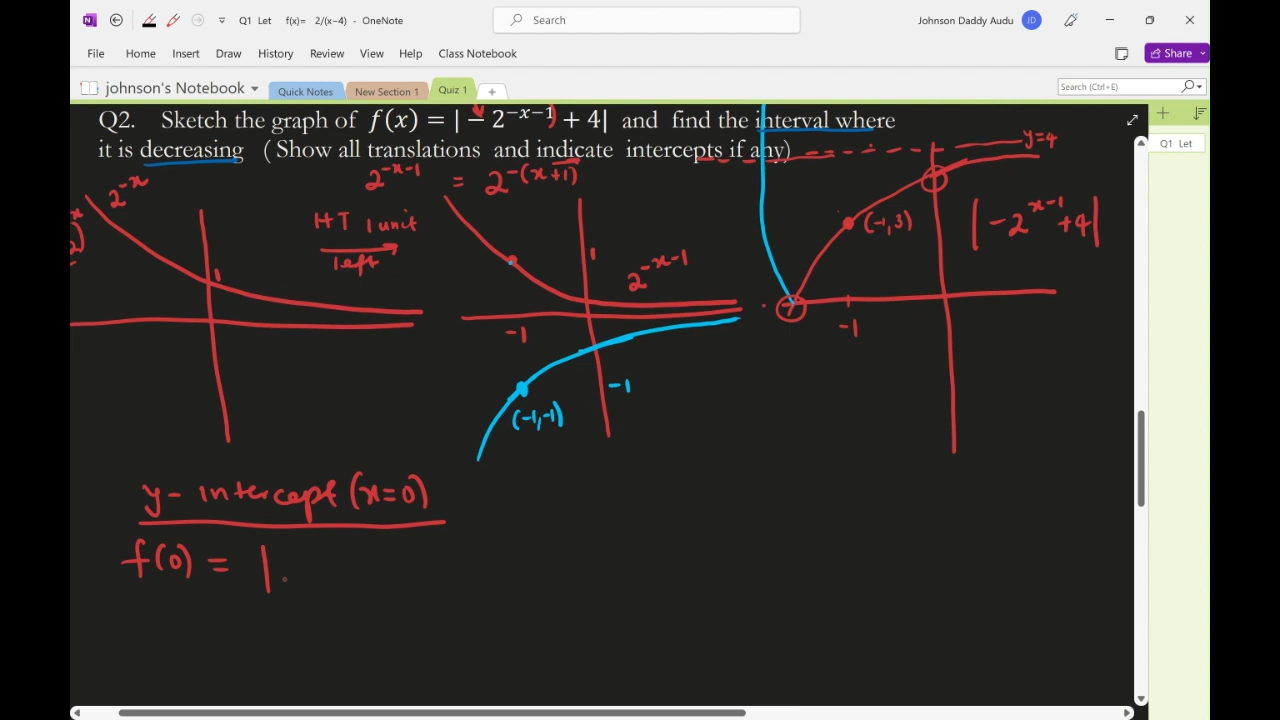 Q1 Let f(x)= 2/(x−4) - OneNote
Search
Johnson Daddy Audu
JD
File Home Insert Draw History Review View Help Class Notebook
Share
johnson's Notebook
Quick Notes
New Section 1
Quiz 1
+
Search (Ctrl+E)
Q1 Let
Q2. Sketch the graph of f(x) = | − 2^{−x−1}) + 4| and find the interval where
it is decreasing ( Show all translations and indicate intercepts if any)
y=4
2^{-x-1} = 2^{-(x+1)}
2^{-x}
HT 1 unit
left
1
1
2^{-x-1}
-1
(-1,-1)
-1
(-1,3)
-1
|-2^{x-1}+4|
y- intercept (x=0)
f(0) = |